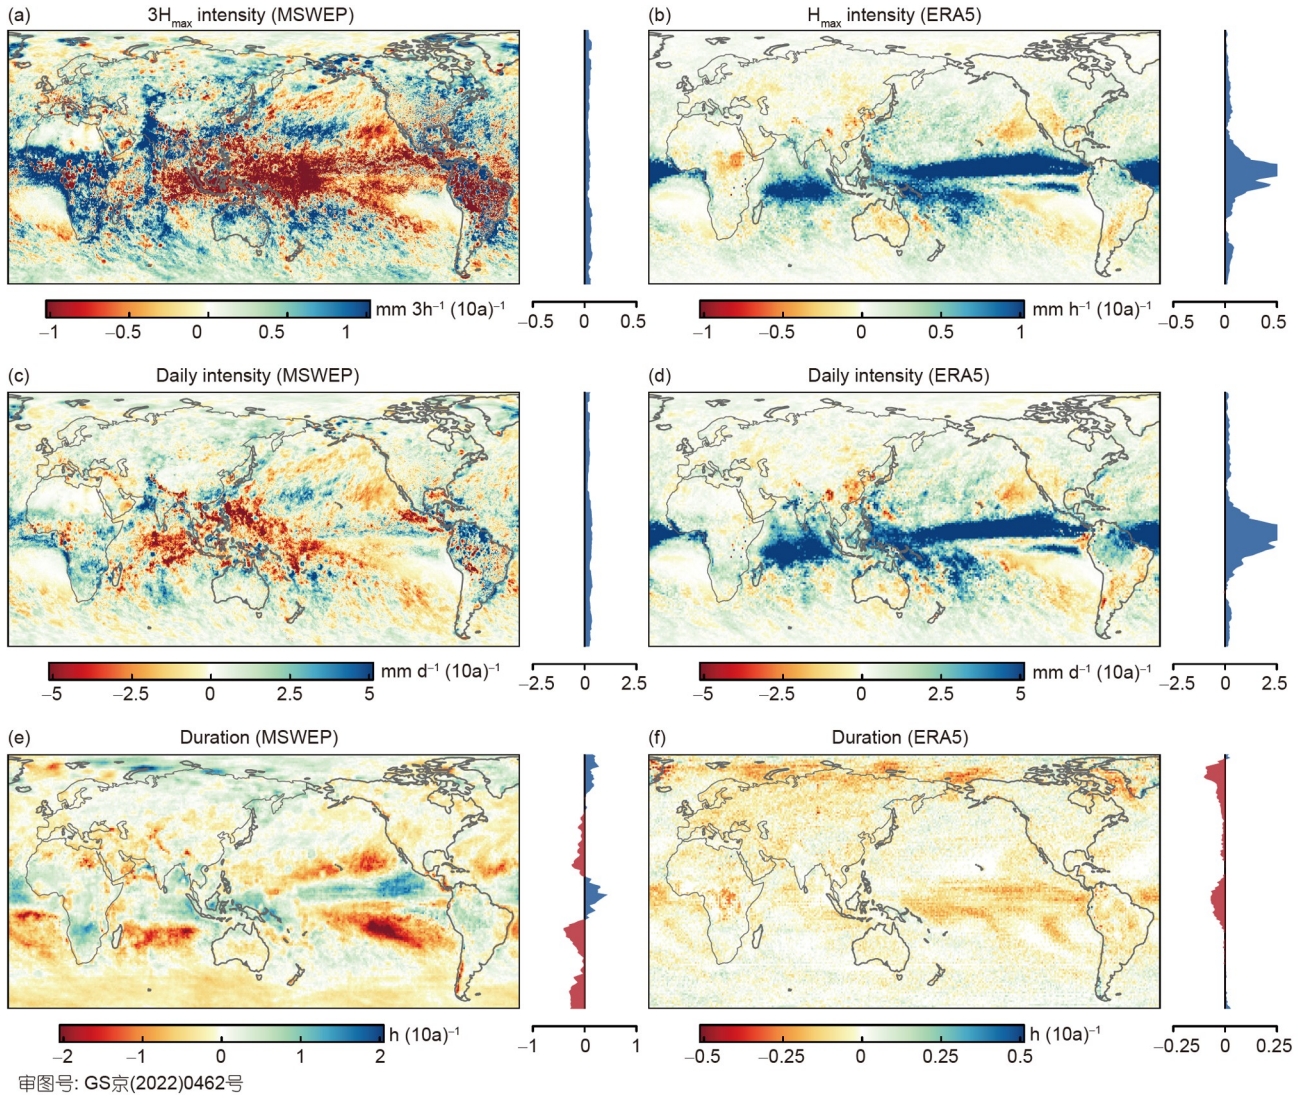 (a) 3Hmax intensity (MSWEP)
(b) Hmax intensity (ERA5)
−1 −0.5 0 0.5 1 mm 3h⁻¹ (10a)⁻¹
−0.5 0 0.5
−1 −0.5 0 0.5 1 mm h⁻¹ (10a)⁻¹
−0.5 0 0.5
(c) Daily intensity (MSWEP)
(d) Daily intensity (ERA5)
−5 −2.5 0 2.5 5 mm d⁻¹ (10a)⁻¹
−2.5 0 2.5
−5 −2.5 0 2.5 5 mm d⁻¹ (10a)⁻¹
−2.5 0 2.5
(e) Duration (MSWEP)
(f) Duration (ERA5)
−2 −1 0 1 2 h (10a)⁻¹
−1 0 1
−0.5 −0.25 0 0.25 0.5 h (10a)⁻¹
−0.25 0 0.25
审图号: GS京(2022)0462号